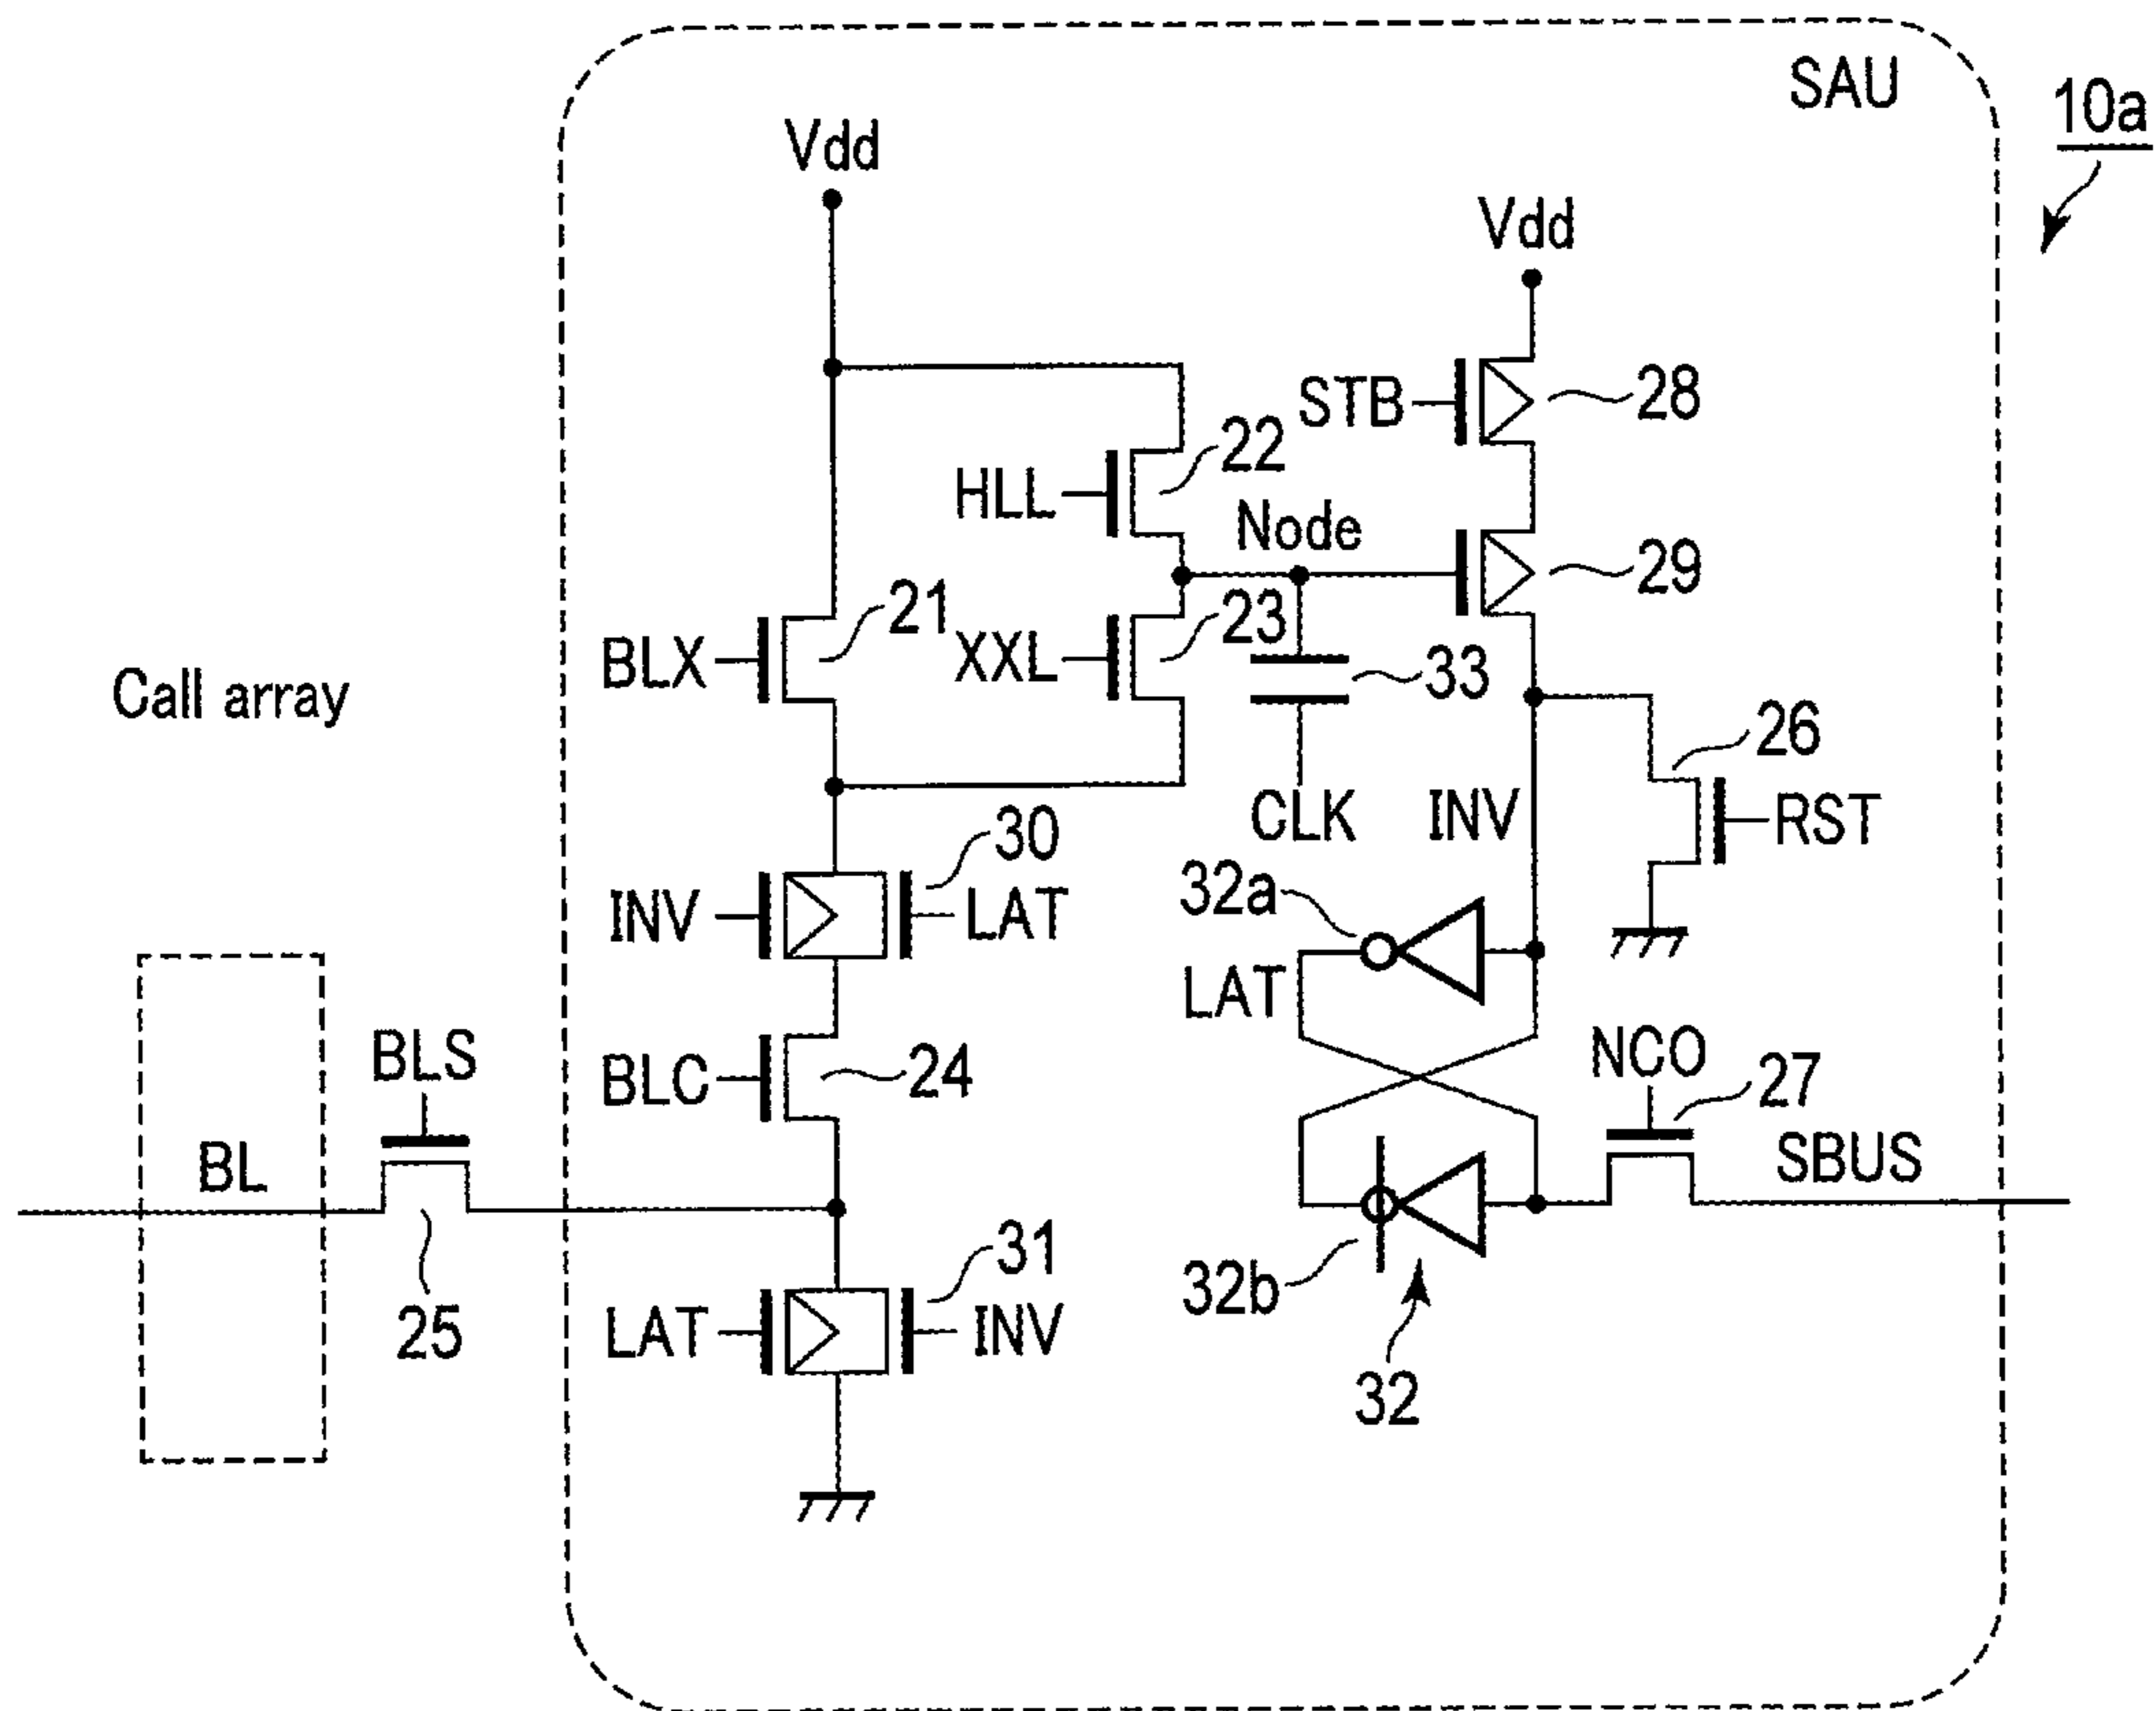 SAU
10a
Vdd
Vdd
STB
28
22
HLL
Node
29
21
23
BLX
XXL
33
Call array
26
30
CLK
INV
RST
32a
INV
LAT
LAT
BLS
BLC
24
NCO
27
BL
SBUS
31
32b
25
LAT
INV
32